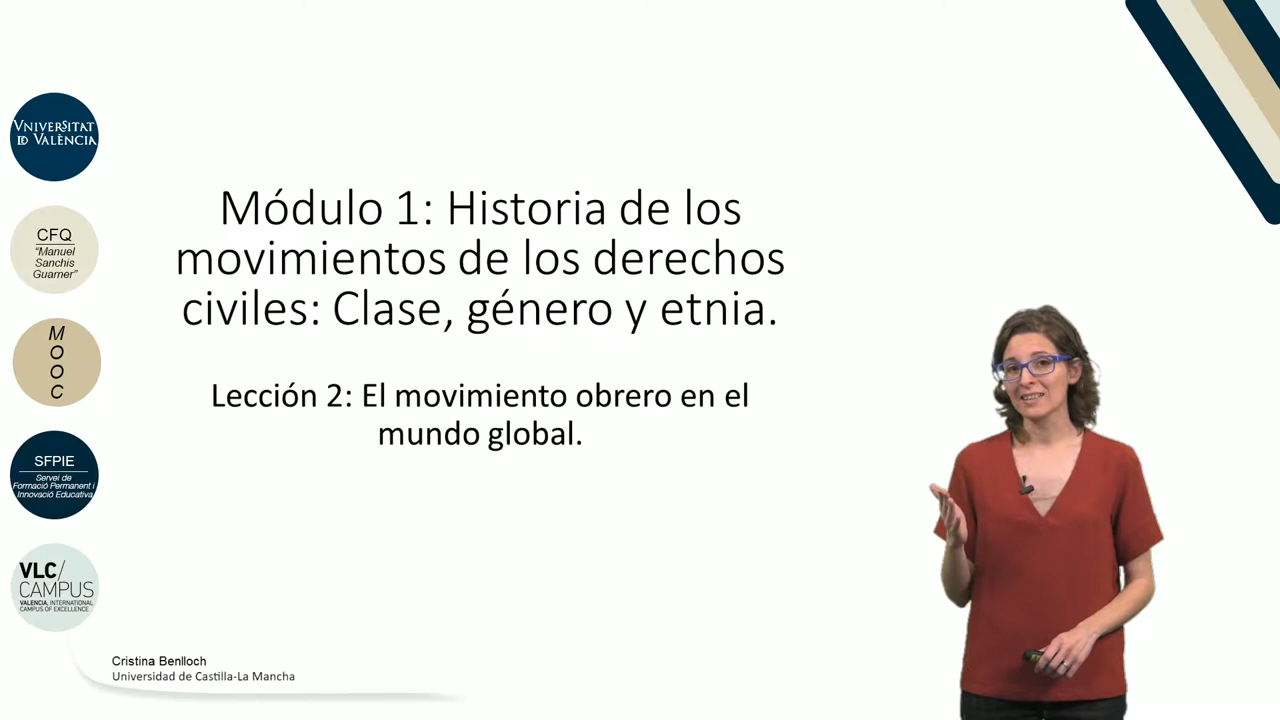 VNIVERSITAT
ID VALÈNCIA
CFQ
"Manuel
Sanchis
Guarner"
M
O
O
C
SFPIE
Servei de
Formació Permanent i
Innovació Educativa
VLC/
CAMPUS
VALENCIA, INTERNATIONAL
CAMPUS OF EXCELLENCE
Módulo 1: Historia de los
movimientos de los derechos
civiles: Clase, género y etnia.
Lección 2: El movimiento obrero en el
mundo global.
Cristina Benlloch
Universidad de Castilla-La Mancha